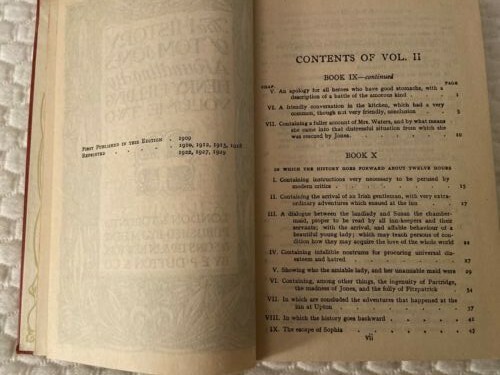 THE HISTORY
OF TOM JONES
HENRY
FIRST PUBLISHED IN THIS EDITION . 1909
REPRINTED . 1910, 1912, 1915, 1918
1922, 1927, 1929
CONTENTS OF VOL. II
BOOK IX—continued
CHAP. PAGE
V. An apology for all heroes who have good stomachs, with a
description of a battle of the amorous kind . 1
VI. A friendly conversation in the kitchen, which had a very
common, though not very friendly, conclusion . 5
VII. Containing a fuller account of Mrs. Waters, and by what means
she came into that distressful situation from which she
was rescued by Jones . 10
BOOK X
IN WHICH THE HISTORY GOES FORWARD ABOUT TWELVE HOURS
I. Containing instructions very necessary to be perused by
modern critics . 15
II. Containing the arrival of an Irish gentleman, with very extra-
ordinary adventures which ensued at the inn . 17
III. A dialogue between the landlady and Susan the chamber-
maid, proper to be read by all inn-keepers and their
servants; with the arrival, and affable behaviour of a
beautiful young lady; which may teach persons of con-
dition how they may acquire the love of the whole world 22
IV. Containing infallible nostrums for procuring universal dis-
esteem and hatred . 27
V. Showing who the amiable lady, and her unamiable maid were 29
VI. Containing, among other things, the ingenuity of Partridge,
the madness of Jones, and the folly of Fitzpatrick . 34
VII. In which are concluded the adventures that happened at the
inn at Upton . 37
VIII. In which the history goes backward . 41
IX. The escape of Sophia . 46
vii